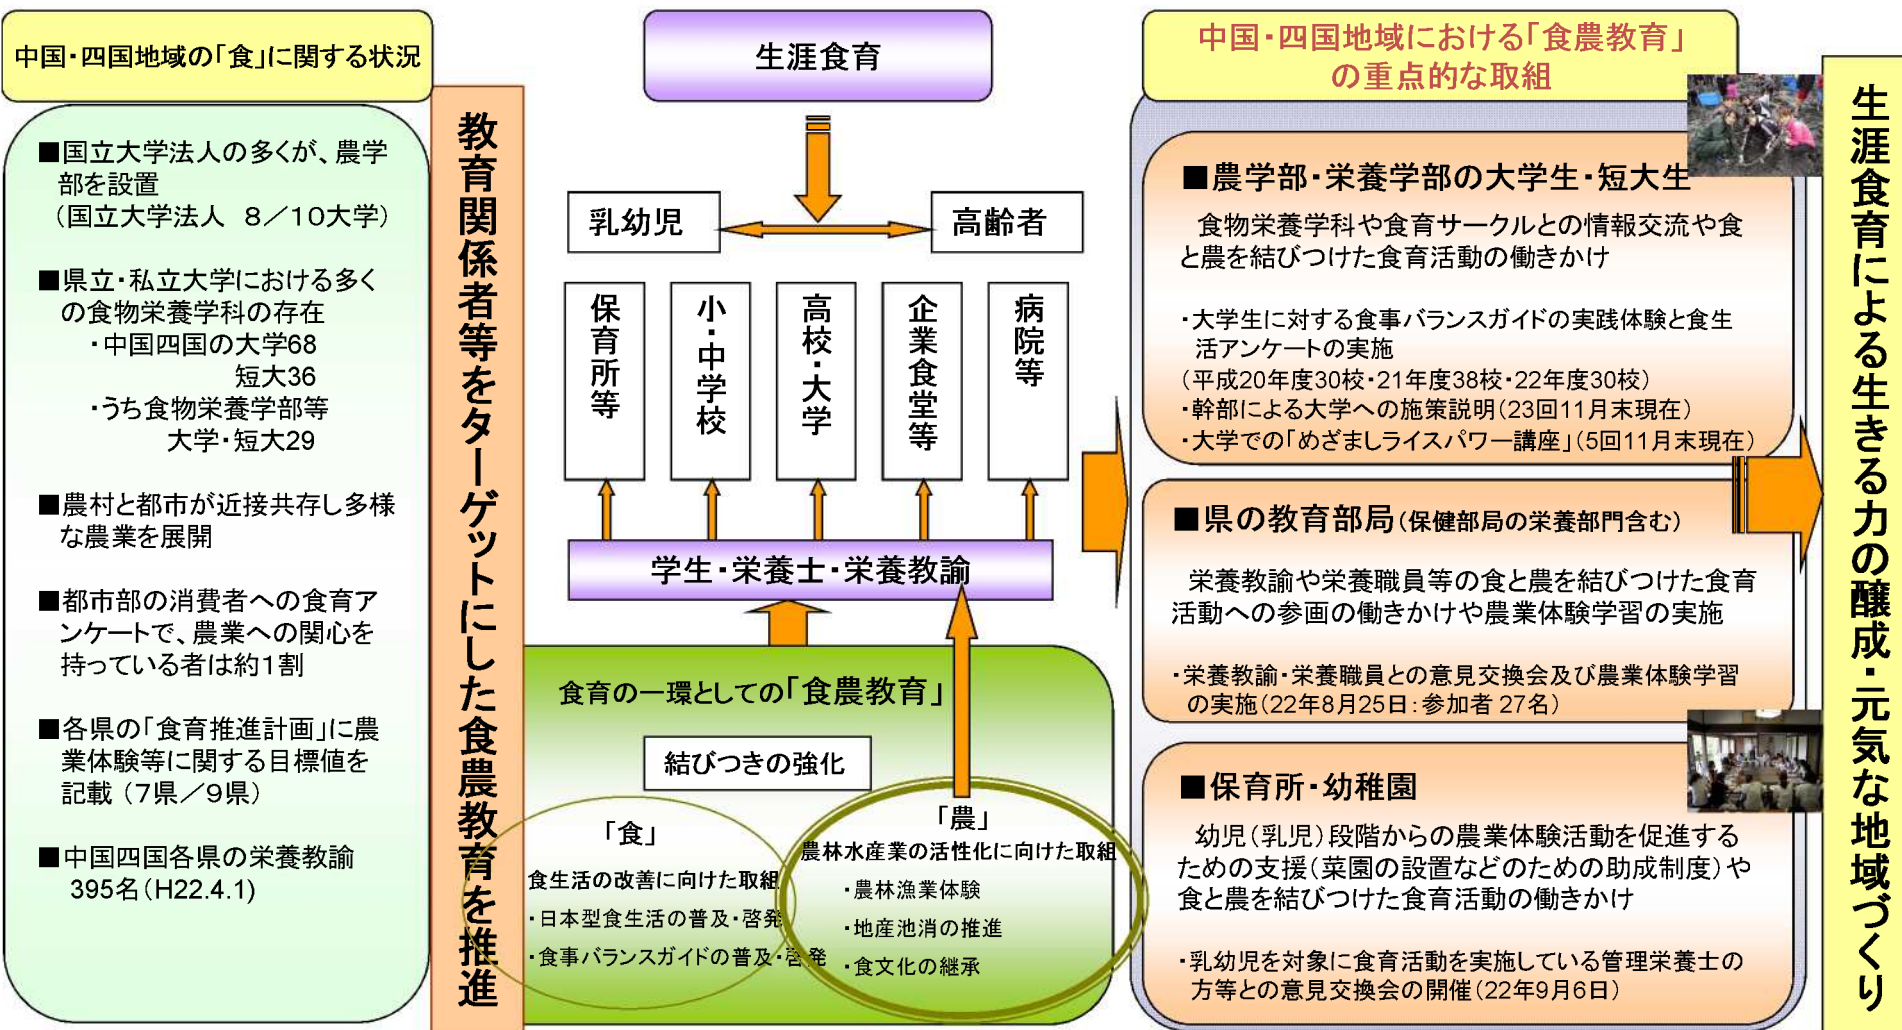 中国・四国地域の「食」に関する状況
■国立大学法人の多くが、農学
部を設置
（国立大学法人　８／１０大学）
■県立・私立大学における多く
の食物栄養学科の存在
・中国四国の大学68
短大36
・うち食物栄養学部等
大学・短大29
■農村と都市が近接共存し多様
な農業を展開
■都市部の消費者への食育ア
ンケートで、農業への関心を
持っている者は約１割
■各県の「食育推進計画」に農
業体験等に関する目標値を
記載（７県／９県）
■中国四国各県の栄養教諭
395名（H22.4.1)
教育関係者等をターゲットにした食農教育を推進
生涯食育
乳幼児
高齢者
保育所等
小・中学校
高校・大学
企業食堂等
病院等
学生・栄養士・栄養教諭
食育の一環としての「食農教育」
結びつきの強化
「食」
食生活の改善に向けた取組
・日本型食生活の普及・啓発
・食事バランスガイドの普及・啓発
「農」
農林水産業の活性化に向けた取組
・農林漁業体験
・地産池消の推進
・食文化の継承
中国・四国地域における「食農教育」
の重点的な取組
■農学部・栄養学部の大学生・短大生
食物栄養学科や食育サークルとの情報交流や食
と農を結びつけた食育活動の働きかけ
・大学生に対する食事バランスガイドの実践体験と食生
活アンケートの実施
（平成20年度30校・21年度38校・22年度30校）
・幹部による大学への施策説明（23回11月末現在）
・大学での「めざましライスパワー講座」（5回11月末現在）
■県の教育部局（保健部局の栄養部門含む）
栄養教諭や栄養職員等の食と農を結びつけた食育
活動への参画の働きかけや農業体験学習の実施
・栄養教諭・栄養職員との意見交換会及び農業体験学習
の実施（22年8月25日：参加者 27名）
■保育所・幼稚園
幼児（乳児）段階からの農業体験活動を促進する
ための支援（菜園の設置などのための助成制度）や
食と農を結びつけた食育活動の働きかけ
・乳幼児を対象に食育活動を実施している管理栄養士の
方等との意見交換会の開催（22年9月6日）
生涯食育による生きる力の醸成・元気な地域づくり